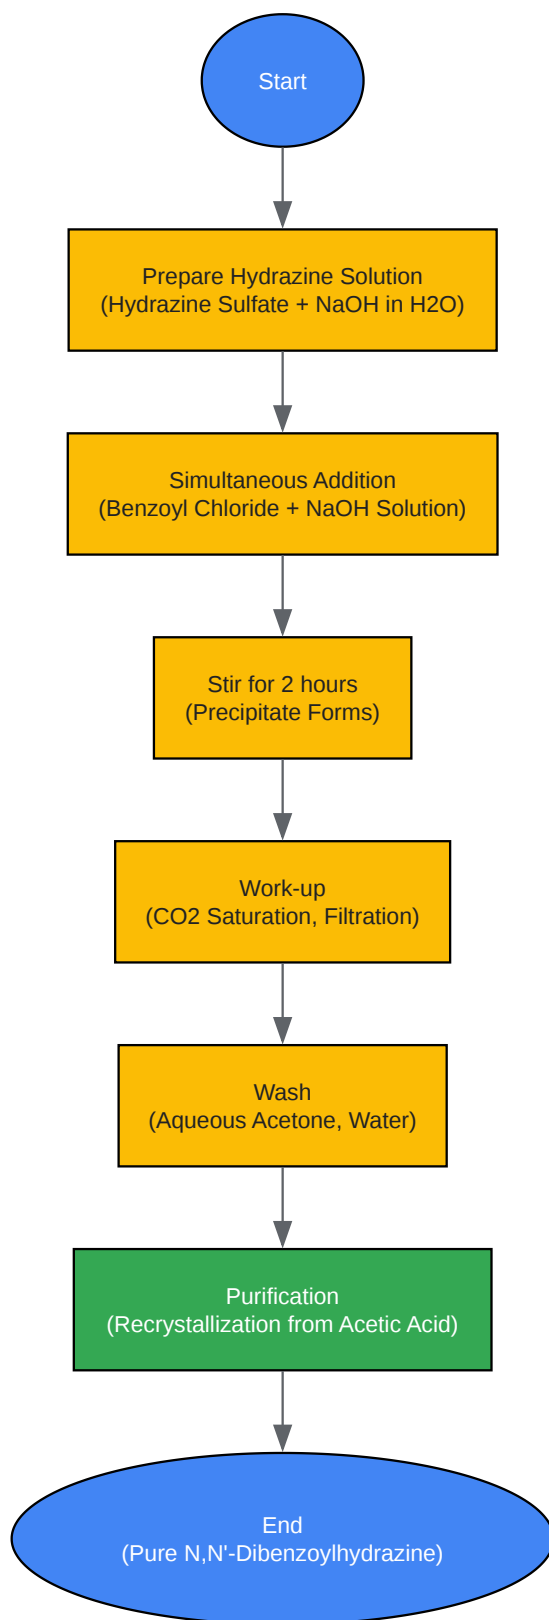 Start
Prepare Hydrazine Solution
(Hydrazine Sulfate + NaOH in H2O)
Simultaneous Addition
(Benzoyl Chloride + NaOH Solution)
Stir for 2 hours
(Precipitate Forms)
Work-up
(CO2 Saturation, Filtration)
Wash
(Aqueous Acetone, Water)
Purification
(Recrystallization from Acetic Acid)
End
(Pure N,N'-Dibenzoylhydrazine)